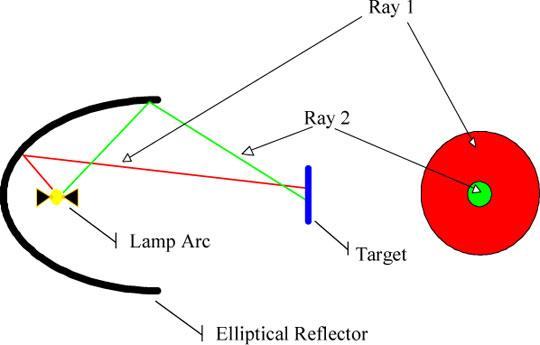 Ray 1
Ray 2
Lamp Arc
Target
Elliptical Reflector